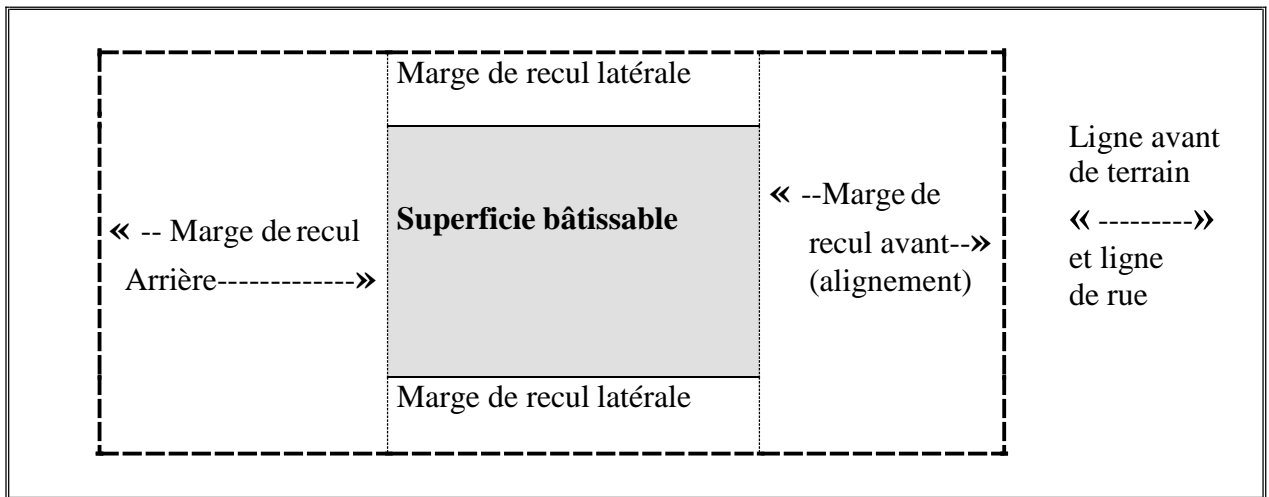 Marge de recul latérale
« -- Marge de recul
Arrière-------------»
Superficie bâtissable
« --Marge de
recul avant--»
(alignement)
Marge de recul latérale
Ligne avant
de terrain
« ---------»
et ligne
de rue